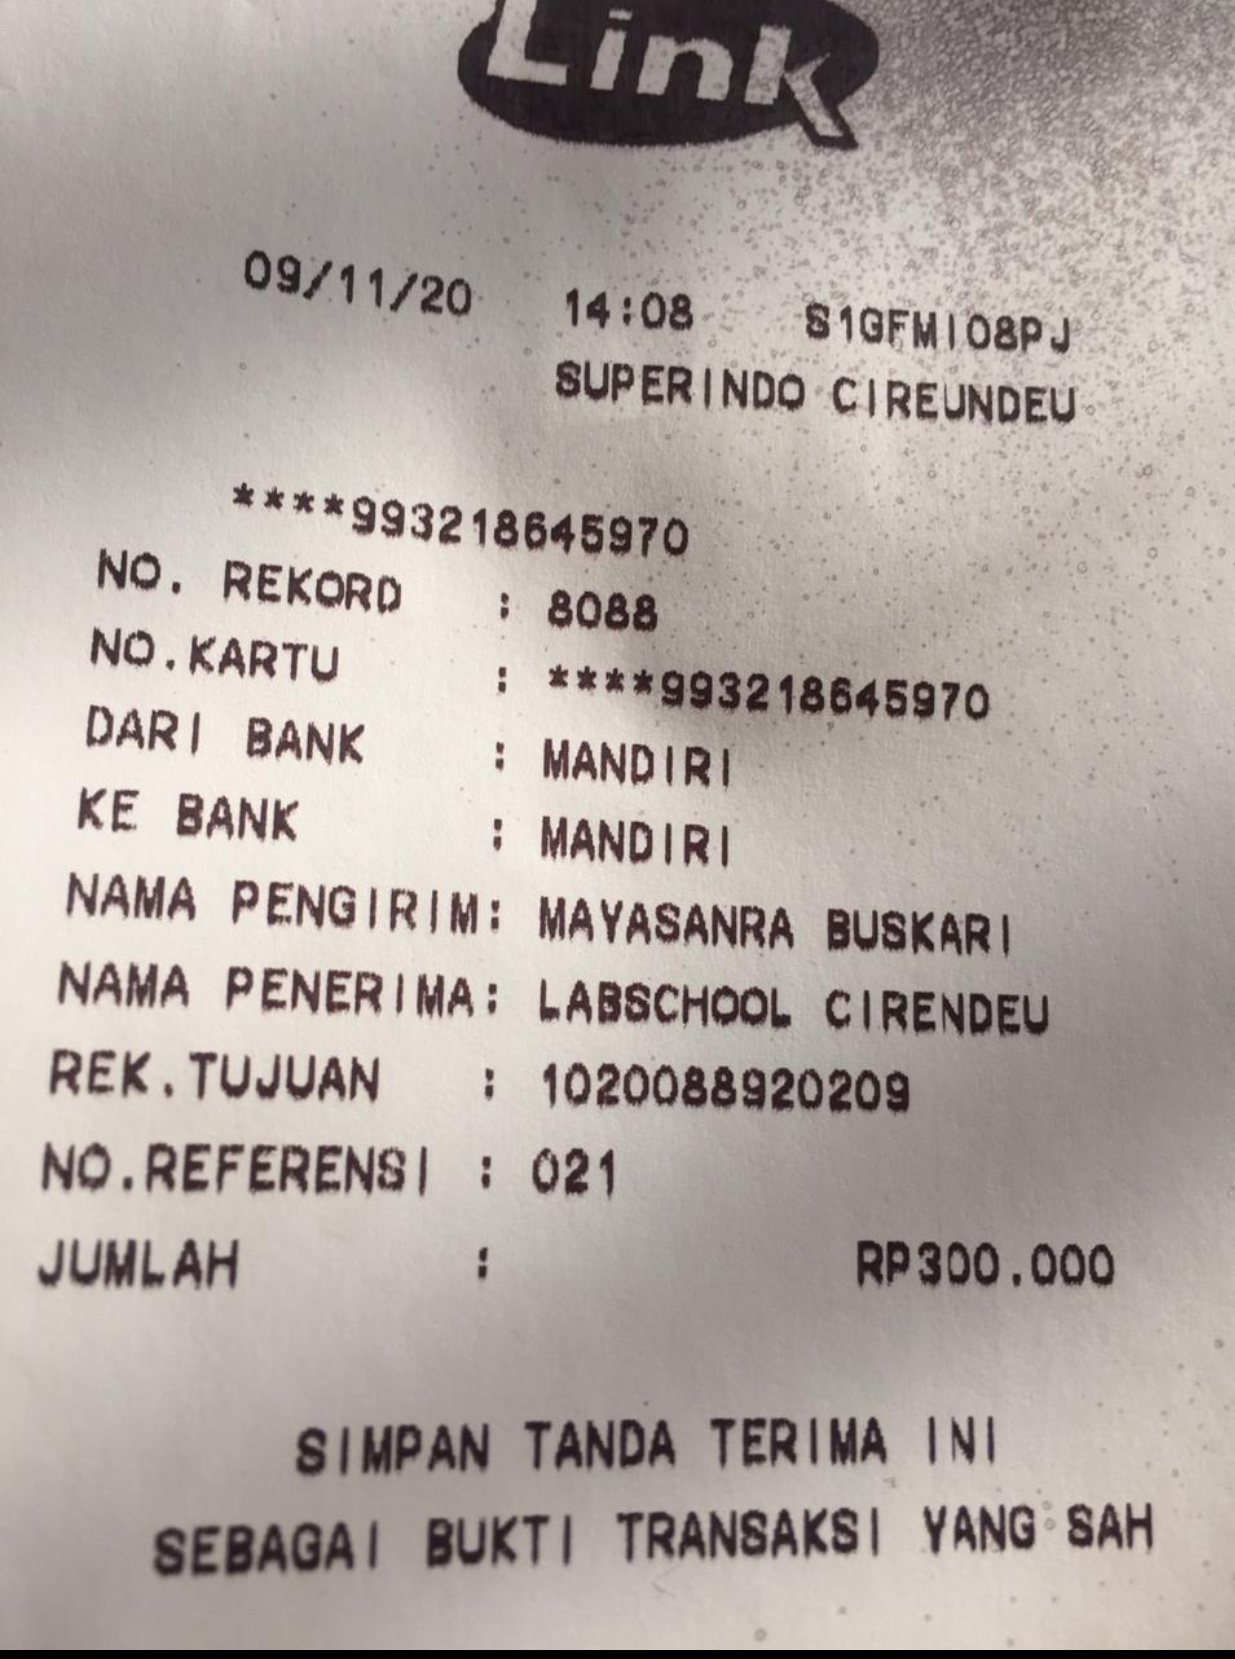 Link
09/11/20 14:08 S1GFMI08PJ
SUPERINDO CIREUNDEU
****993218645970
NO. REKORD : 8088
NO.KARTU : ****993218645970
DARI BANK : MANDIRI
KE BANK : MANDIRI
NAMA PENGIRIM: MAYASANRA BUSKARI
NAMA PENERIMA: LABSCHOOL CIRENDEU
REK.TUJUAN : 1020088920209
NO.REFERENSI : 021
JUMLAH : RP300.000
SIMPAN TANDA TERIMA INI
SEBAGAI BUKTI TRANSAKSI YANG SAH